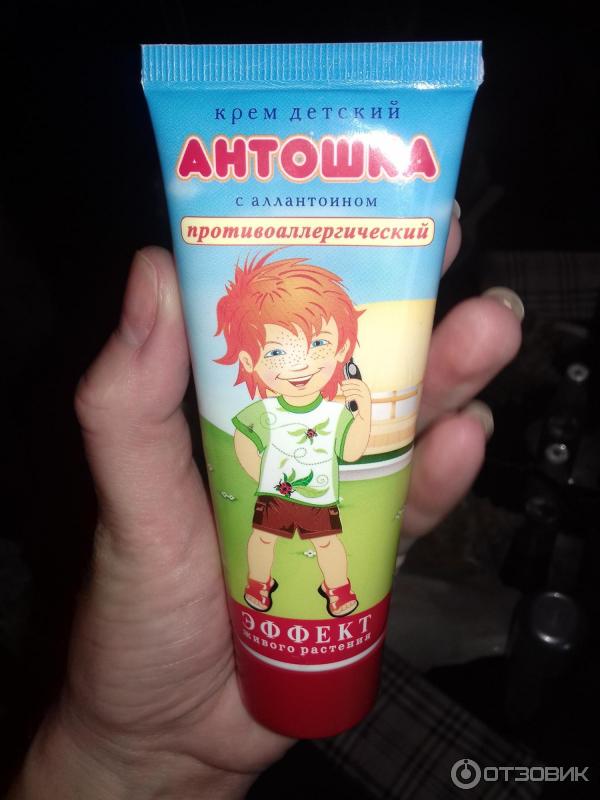 крем детский
АНТОШКА
с аллантоином
противоаллергический
ЭФФЕКТ
живого растения
ОТЗОВИК